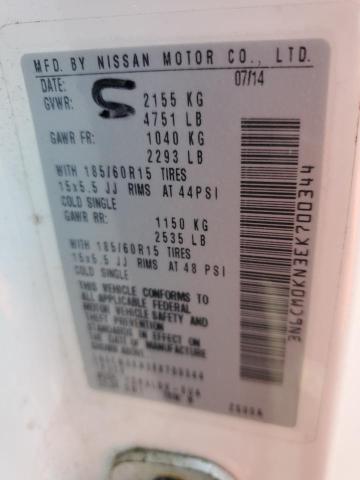 MFD. BY NISSAN MOTOR CO., LTD.
DATE: 07/14
GVWR: S 2155 KG
4751 LB
GAWR FR: 1040 KG
2293 LB
WITH 185/60R15 TIRES
15x5.5 JJ RIMS AT 44PSI
COLD SINGLE
GAWR RR: 1150 KG
2535 LB
WITH 185/60R15 TIRES
15x5.5 JJ RIMS AT 48 PSI
COLD SINGLE
THIS VEHICLE CONFORMS TO
ALL APPLICABLE FEDERAL
MOTOR VEHICLE SAFETY
STANDARDS IN EFFECT ON
THE DATE OF MANUFACTURE
SHOWN ABOVE.
3N6CM0KN3EK700344